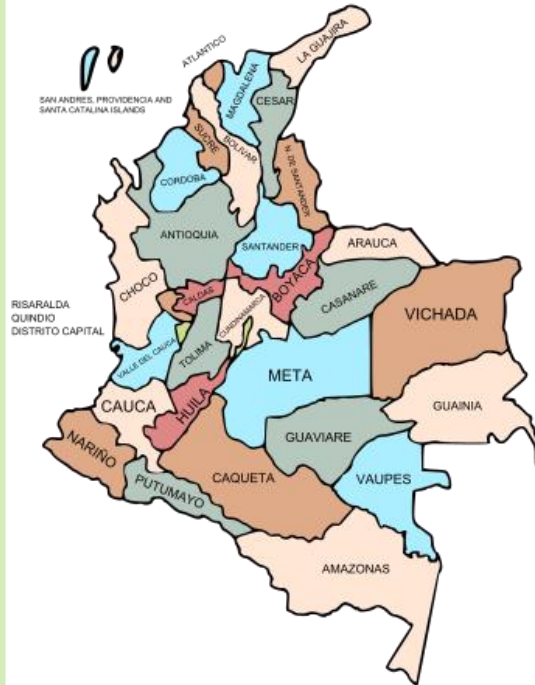 LA GUAJIRA
ATLANTICO
MAGDALENA
CESAR
SAN ANDRES, PROVIDENCIA AND
SANTA CATALINA ISLANDS
SUCRE
BOLIVAR
N. DE SANTANDER
CORDOBA
ANTIOQUIA
SANTANDER
ARAUCA
CHOCO
CALDAS
BOYACÁ
CASANARE
RISARALDA
QUINDIO
DISTRITO CAPITAL
CUNDINAMARCA
VICHADA
VALLE DEL CAUCA
TOLIMA
META
CAUCA
HUILA
GUAINIA
NARIÑO
GUAVIARE
PUTUMAYO
CAQUETA
VAUPES
AMAZONAS